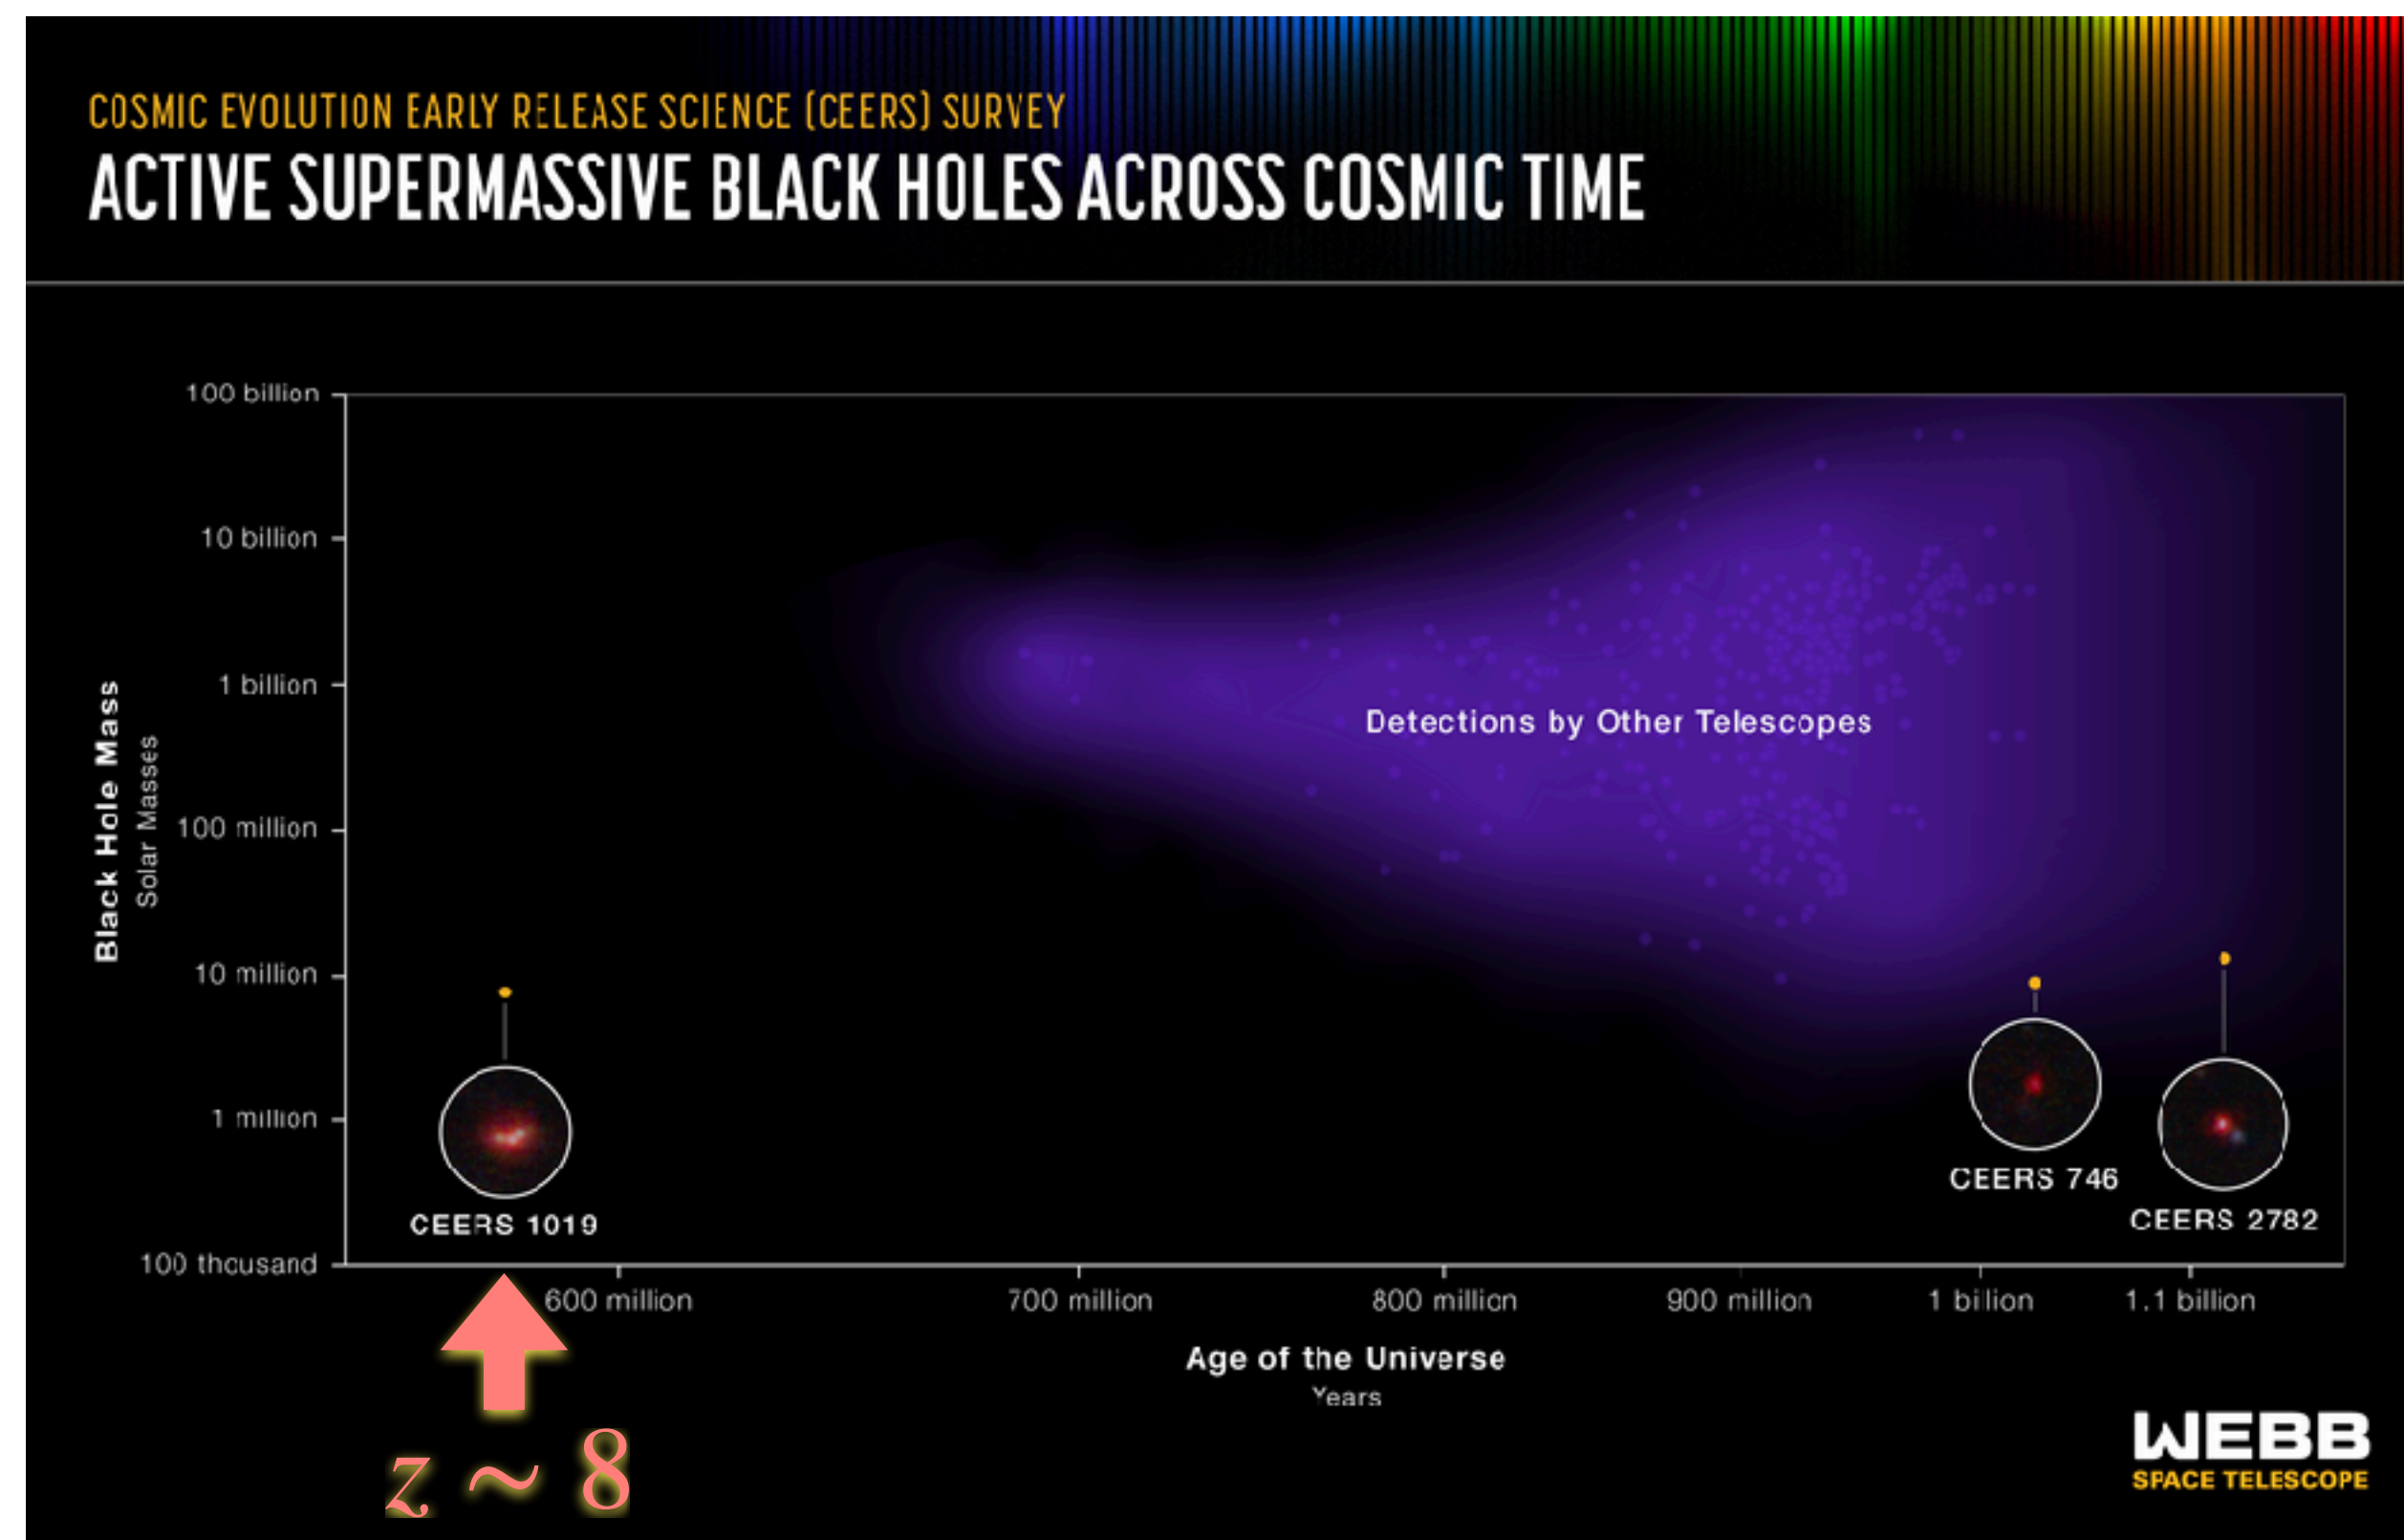 COSMIC EVOLUTION EARLY RELEASE SCIENCE (CEERS) SURVEY
ACTIVE SUPERMASSIVE BLACK HOLES ACROSS COSMIC TIME
Black Hole Mass
Solar Masses
100 billion
10 billion
1 billion
100 million
10 million
1 million
100 thousand
Detections by Other Telescopes
CEERS 1019
CEERS 746
CEERS 2782
600 million
700 million
800 million
900 million
1 billion
1.1 billion
Age of the Universe
Years
z ~ 8
WEBB
SPACE TELESCOPE